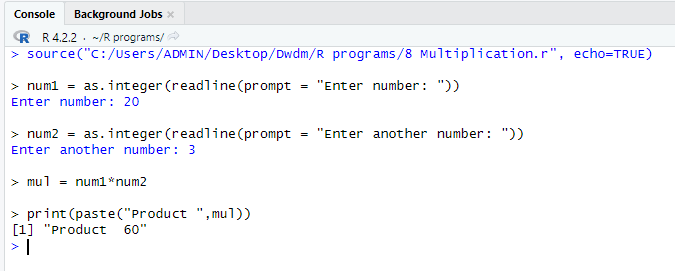 Console Background Jobs ×
R R 4.2.2 · ~/R programs/
> source("C:/Users/ADMIN/Desktop/Dwdm/R programs/8 Multiplication.r", echo=TRUE)
> num1 = as.integer(readline(prompt = "Enter number: "))
Enter number: 20
> num2 = as.integer(readline(prompt = "Enter another number: "))
Enter another number: 3
> mul = num1*num2
> print(paste("Product ",mul))
[1] "Product  60"
>